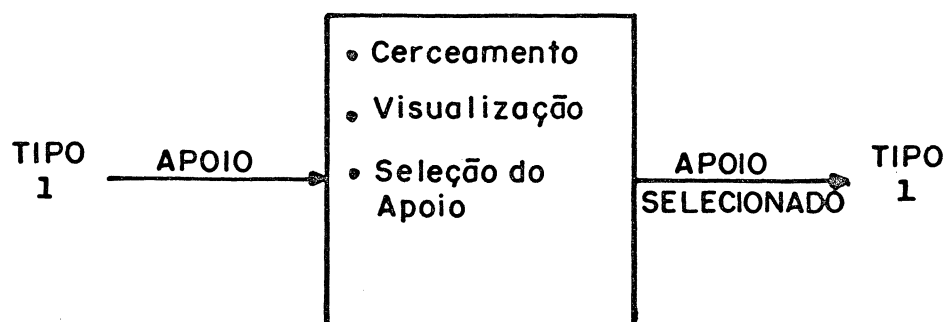 TIPO
1
APOIO
• Cerceamento
• Visualização
• Seleção do
Apoio
APOIO
SELECIONADO
TIPO
1